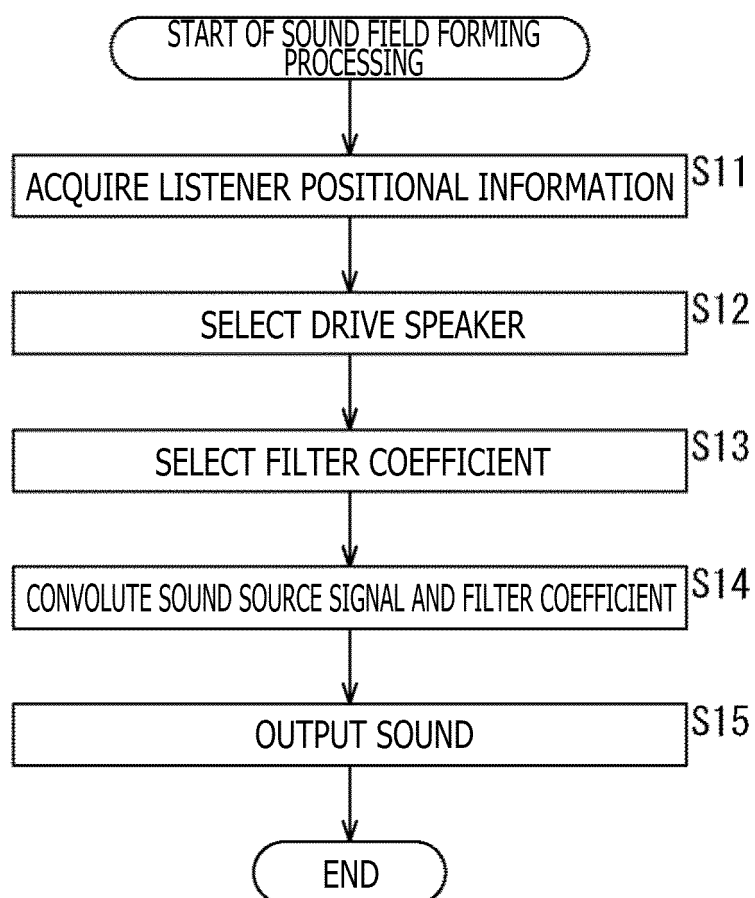 START OF SOUND FIELD FORMING
PROCESSING
ACQUIRE LISTENER POSITIONAL INFORMATION
S11
SELECT DRIVE SPEAKER
S12
SELECT FILTER COEFFICIENT
S13
CONVOLUTE SOUND SOURCE SIGNAL AND FILTER COEFFICIENT
S14
OUTPUT SOUND
S15
END